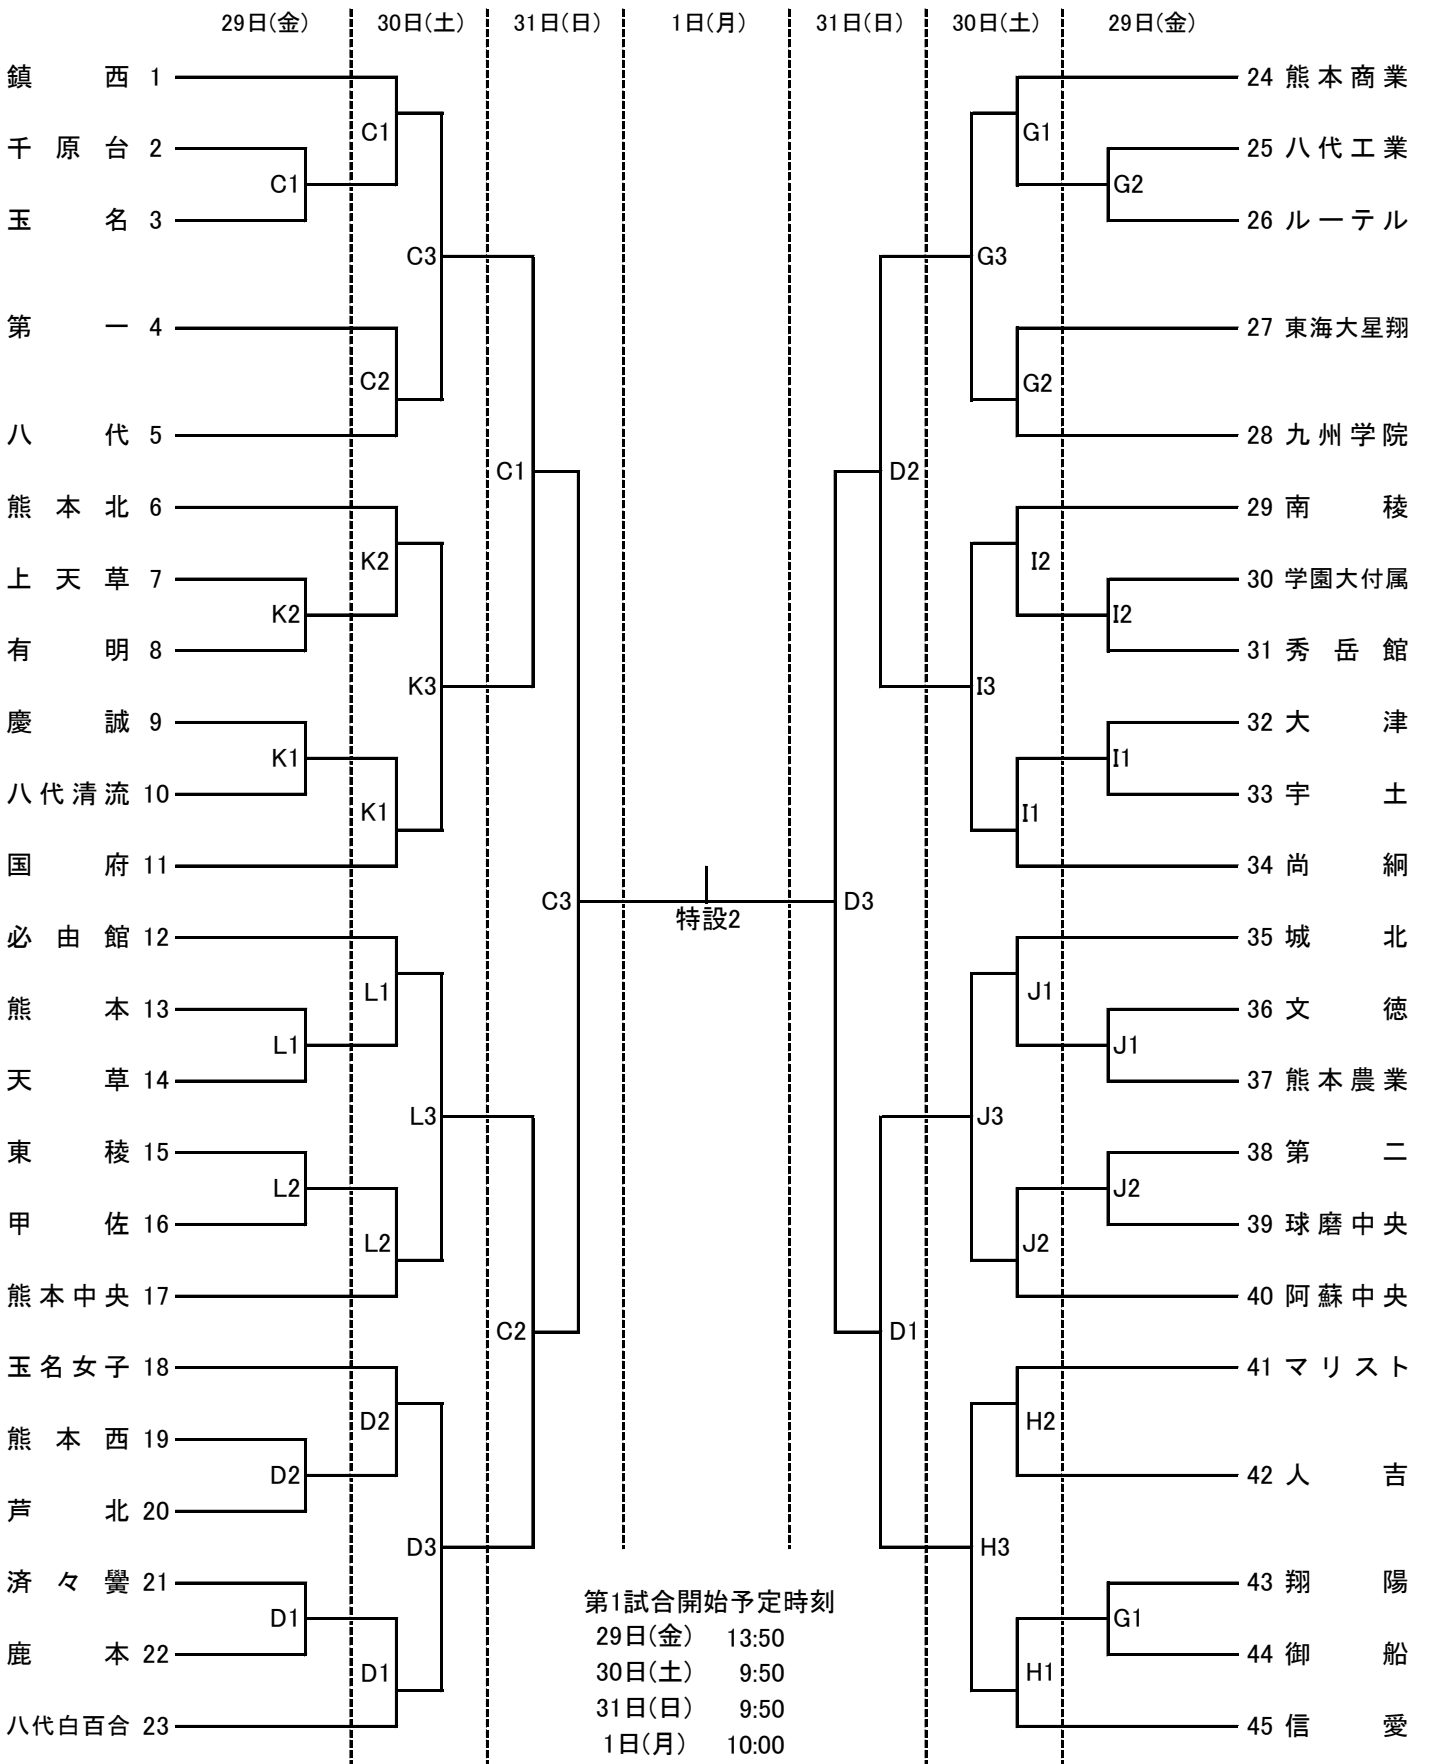 29日(金) 30日(土) 31日(日) 1日(月) 31日(日) 30日(土) 29日(金)
鎮西 1
千原台 2
玉名 3
第一 4
八代 5
熊本北 6
上天草 7
有明 8
慶誠 9
八代清流 10
国府 11
必由館 12
熊本 13
天草 14
東稜 15
甲佐 16
熊本中央 17
玉名女子 18
熊本西 19
芦北 20
済々黌 21
鹿本 22
八代白百合 23
C1
K2
K1
L1
L2
D2
D1
C1
C2
K2
K1
L1
L2
D2
D1
C3
K3
L3
D3
C1
C2
C3
特設2
D3
D2
D1
G3
I3
J3
H3
G1
G2
I2
I1
J1
J2
H2
H1
G2
I2
I1
J1
J2
G1
24 熊本商業
25 八代工業
26 ルーテル
27 東海大星翔
28 九州学院
29 南稜
30 学園大付属
31 秀岳館
32 大津
33 宇土
34 尚絅
35 城北
36 文徳
37 熊本農業
38 第二
39 球磨中央
40 阿蘇中央
41 マリスト
42 人吉
43 翔陽
44 御船
45 信愛
第1試合開始予定時刻
29日(金) 13:50
30日(土) 9:50
31日(日) 9:50
1日(月) 10:00